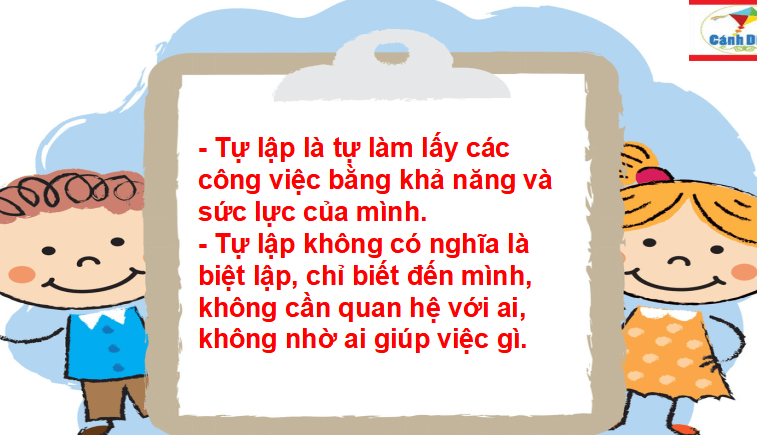 Cánh D
- Tự lập là tự làm lấy các
công việc bằng khả năng và
sức lực của mình.
- Tự lập không có nghĩa là
biệt lập, chỉ biết đến mình,
không cần quan hệ với ai,
không nhờ ai giúp việc gì.